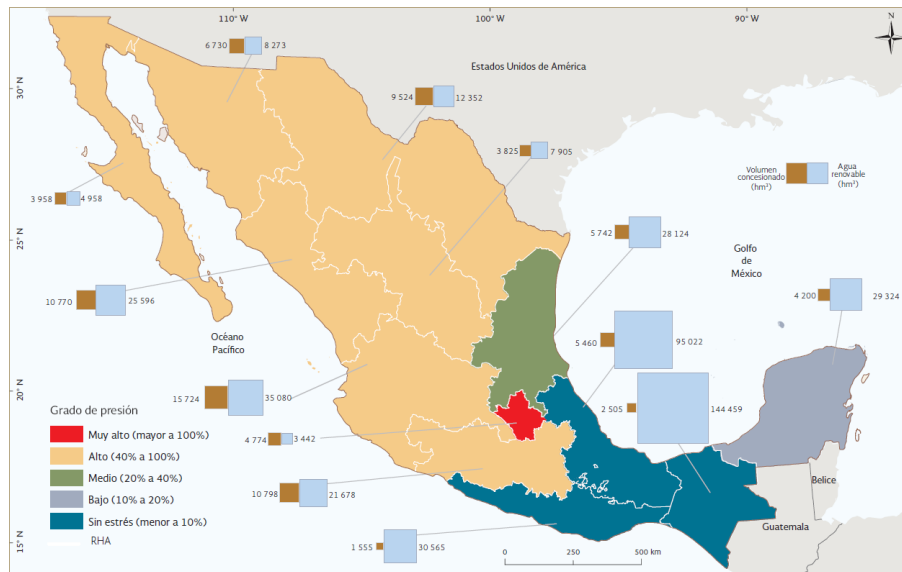 110° W
100° W
90° W
N
6 730
8 273
Estados Unidos de América
30° N
9 524
12 352
3 825
7 905
Volumen
concesionado
(hm³)
Agua
renovable
(hm³)
3 958
4 958
5 742
28 124
25° N
Golfo
de
México
10 770
25 596
4 200
29 324
Océano
Pacífico
5 460
95 022
20° N
15 724
35 080
2 505
144 459
Grado de presión
Muy alto (mayor a 100%)
4 774
3 442
Alto (40% a 100%)
Medio (20% a 40%)
10 798
21 678
Bajo (10% a 20%)
Belice
Sin estrés (menor a 10%)
Guatemala
RHA
15° N
1 555
30 565
0
250
500 km